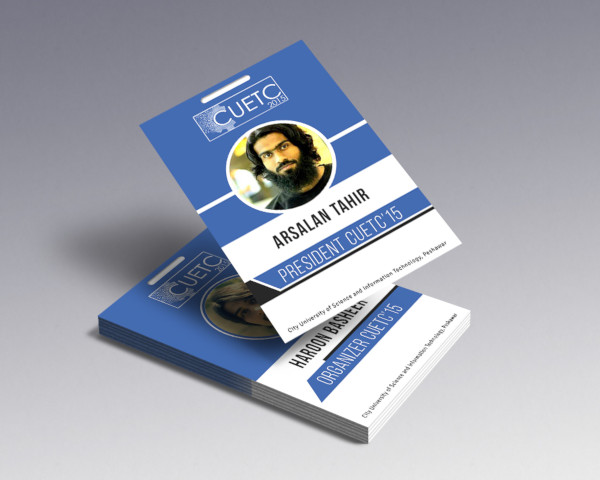 CUETC
2015
ARSALAN TAHIR
PRESIDENT CUETC'15
City University of Science and Information Technology, Peshawar
CUETC
HAROON BASHEER
ORGANIZER CUETC'15
City University of Science and Information Technology, Peshawar